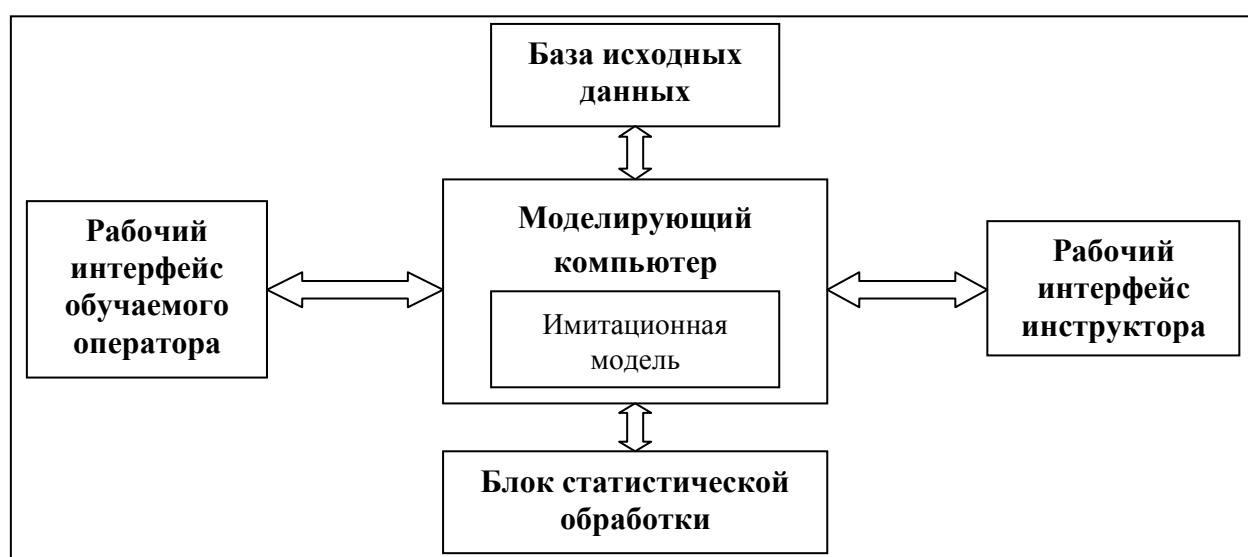 База исходных
данных
Моделирующий
компьютер
Имитационная
модель
Рабочий
интерфейс
обучаемого
оператора
Рабочий
интерфейс
инструктора
Блок статистической
обработки